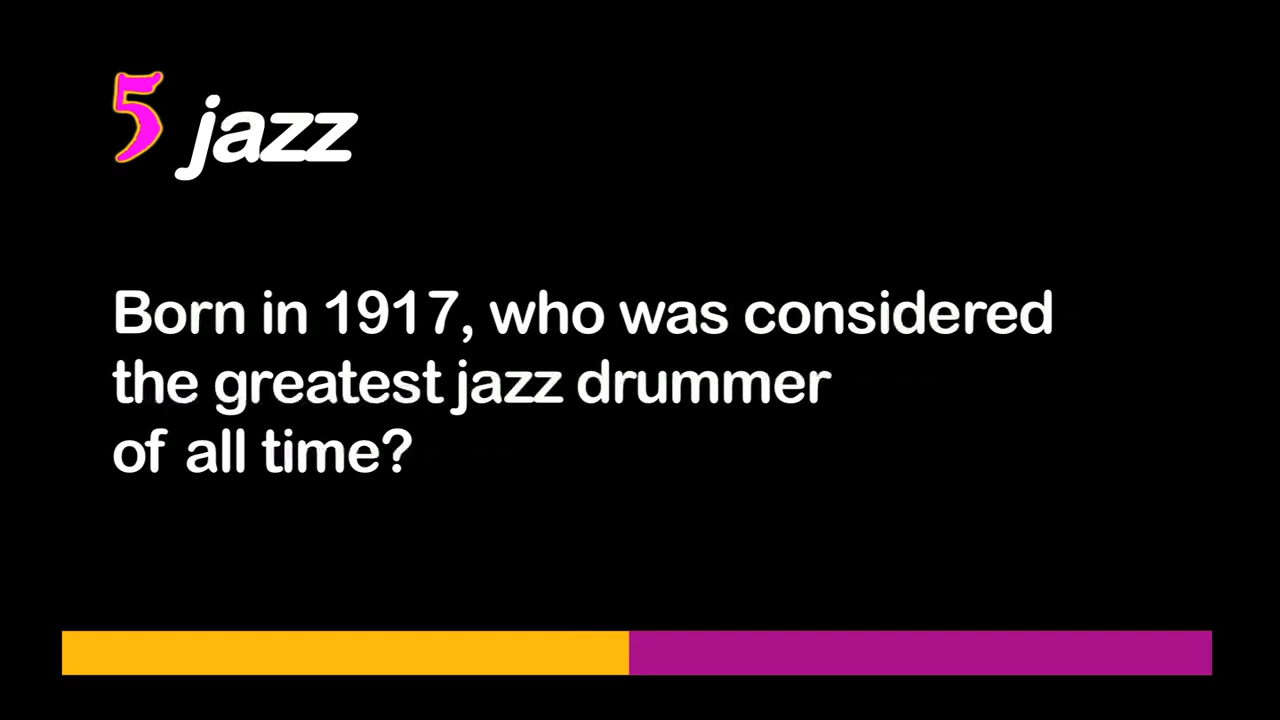 5 jazz
Born in 1917, who was considered
the greatest jazz drummer
of all time?